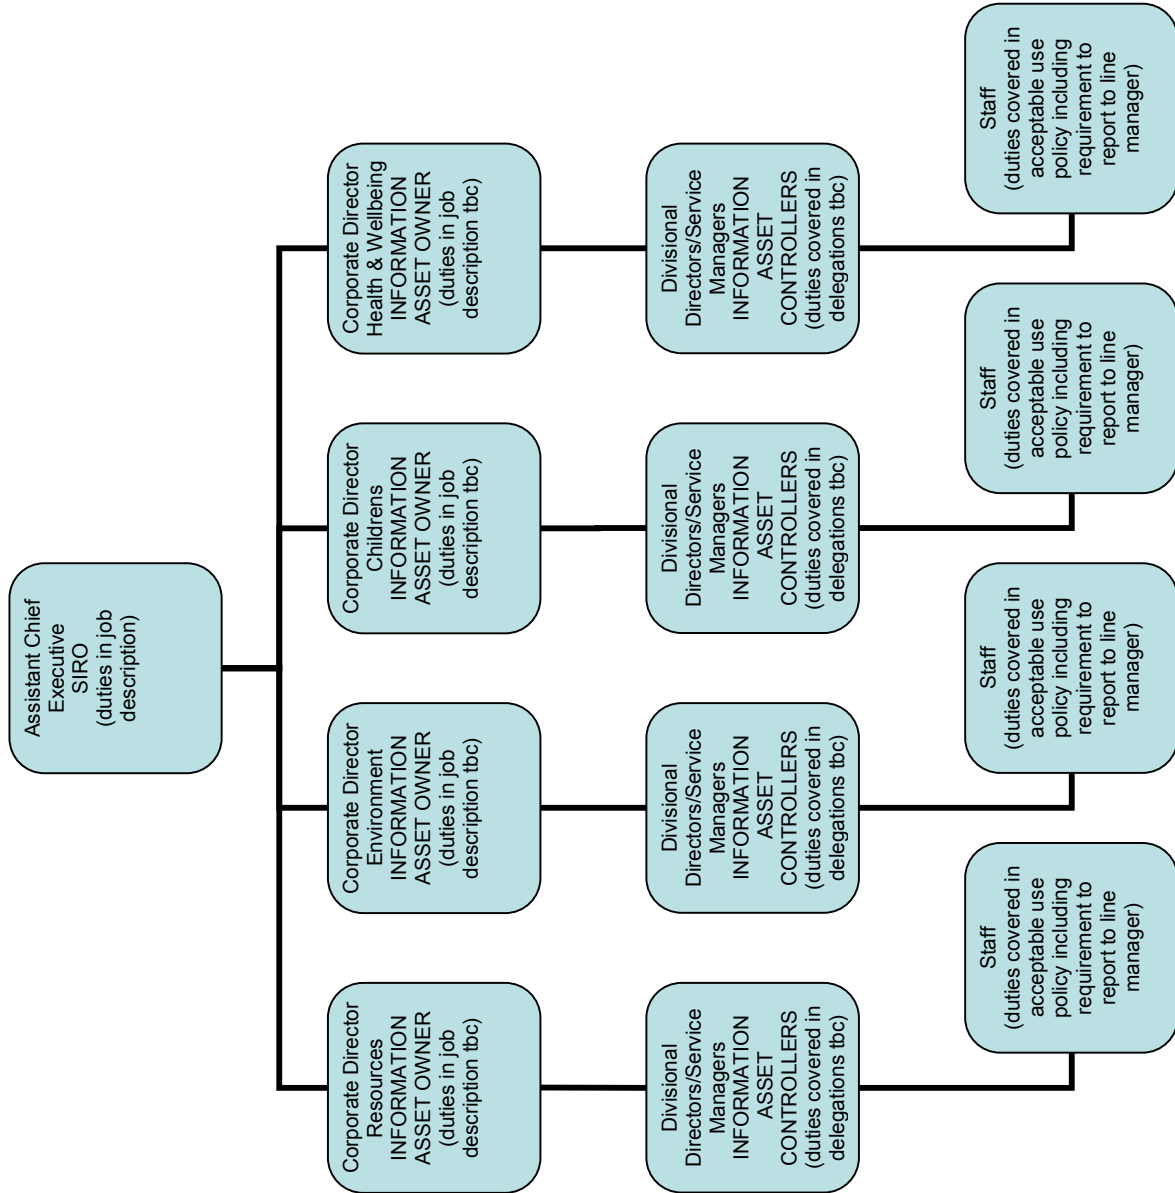 Assistant Chief
Executive
SIRO
(duties in job
description)
Corporate Director
Resources
INFORMATION
ASSET OWNER
(duties in job
description tbc)
Corporate Director
Environment
INFORMATION
ASSET OWNER
(duties in job
description tbc)
Corporate Director
Childrens
INFORMATION
ASSET OWNER
(duties in job
description tbc)
Corporate Director
Health & Wellbeing
INFORMATION
ASSET OWNER
(duties in job
description tbc)
Divisional
Directors/Service
Managers
INFORMATION
ASSET
CONTROLLERS
(duties covered in
delegations tbc)
Divisional
Directors/Service
Managers
INFORMATION
ASSET
CONTROLLERS
(duties covered in
delegations tbc)
Divisional
Directors/Service
Managers
INFORMATION
ASSET
CONTROLLERS
(duties covered in
delegations tbc)
Divisional
Directors/Service
Managers
INFORMATION
ASSET
CONTROLLERS
(duties covered in
delegations tbc)
Staff
(duties covered in
acceptable use
policy including
requirement to
report to line
manager)
Staff
(duties covered in
acceptable use
policy including
requirement to
report to line
manager)
Staff
(duties covered in
acceptable use
policy including
requirement to
report to line
manager)
Staff
(duties covered in
acceptable use
policy including
requirement to
report to line
manager)